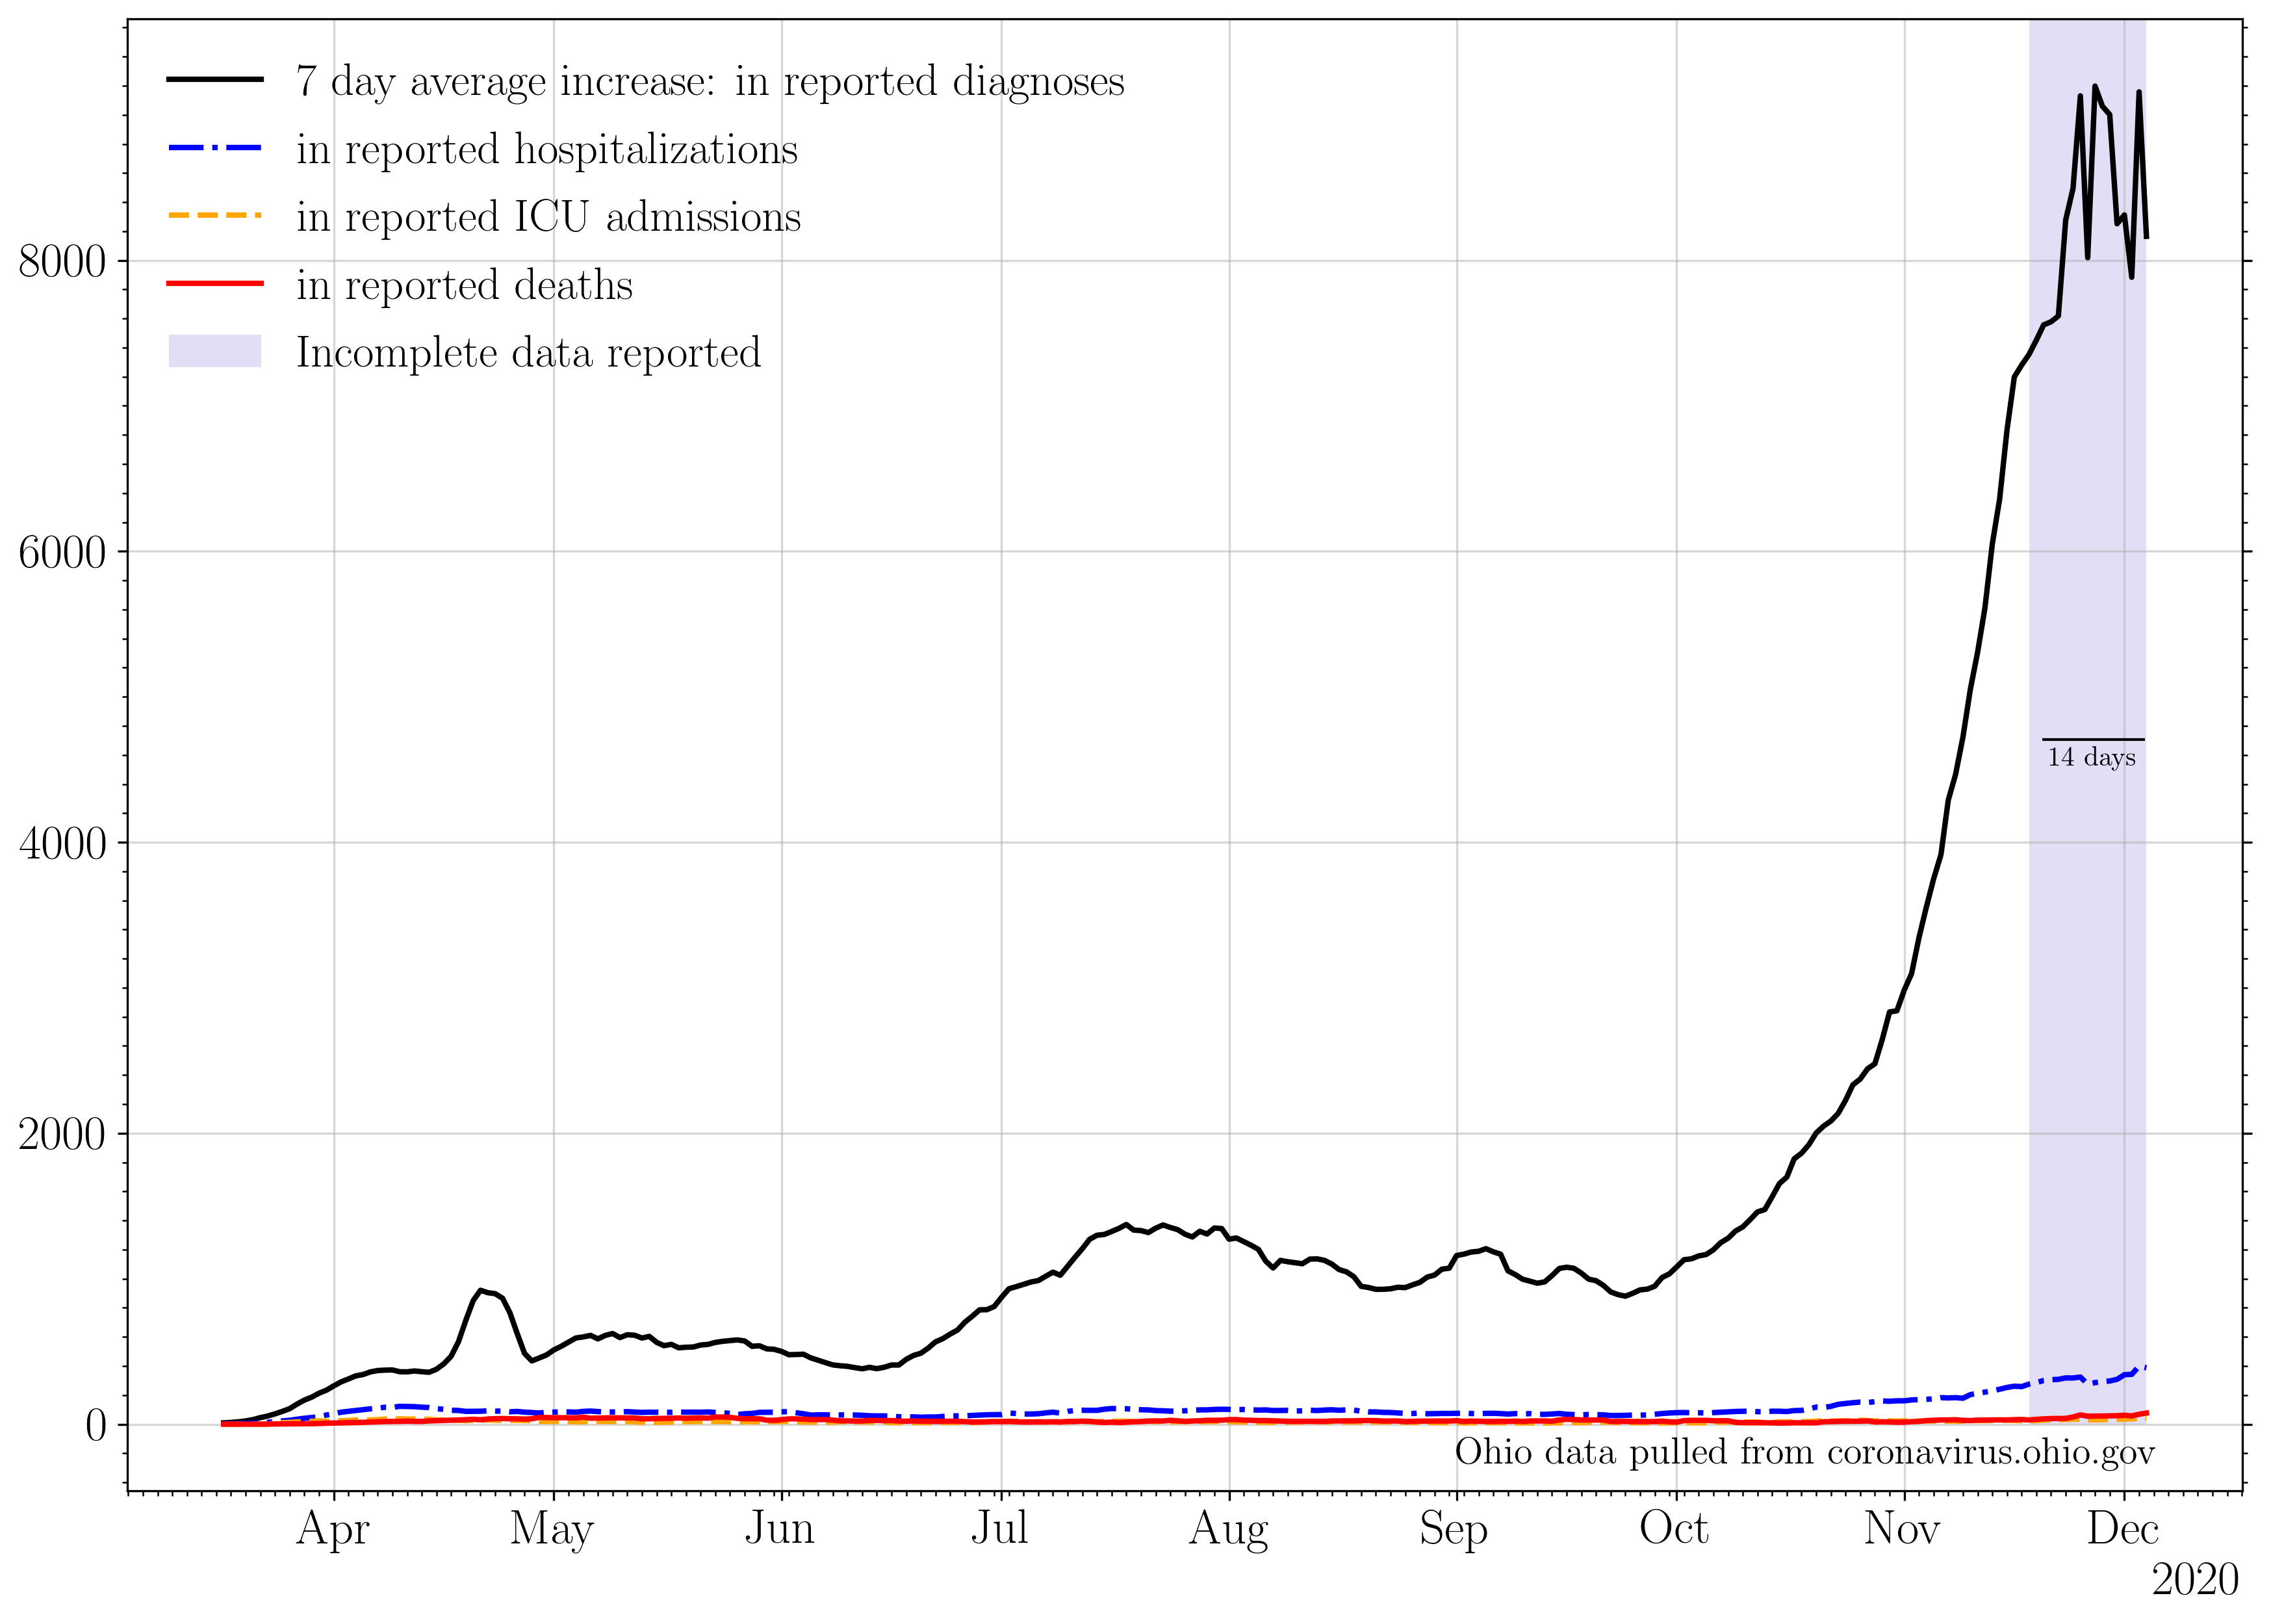 7 day average increase: in reported diagnoses
in reported hospitalizations
in reported ICU admissions
in reported deaths
Incomplete data reported
8000
6000
4000
2000
0
14 days
Ohio data pulled from coronavirus.ohio.gov
Apr May Jun Jul Aug Sep Oct Nov Dec
2020